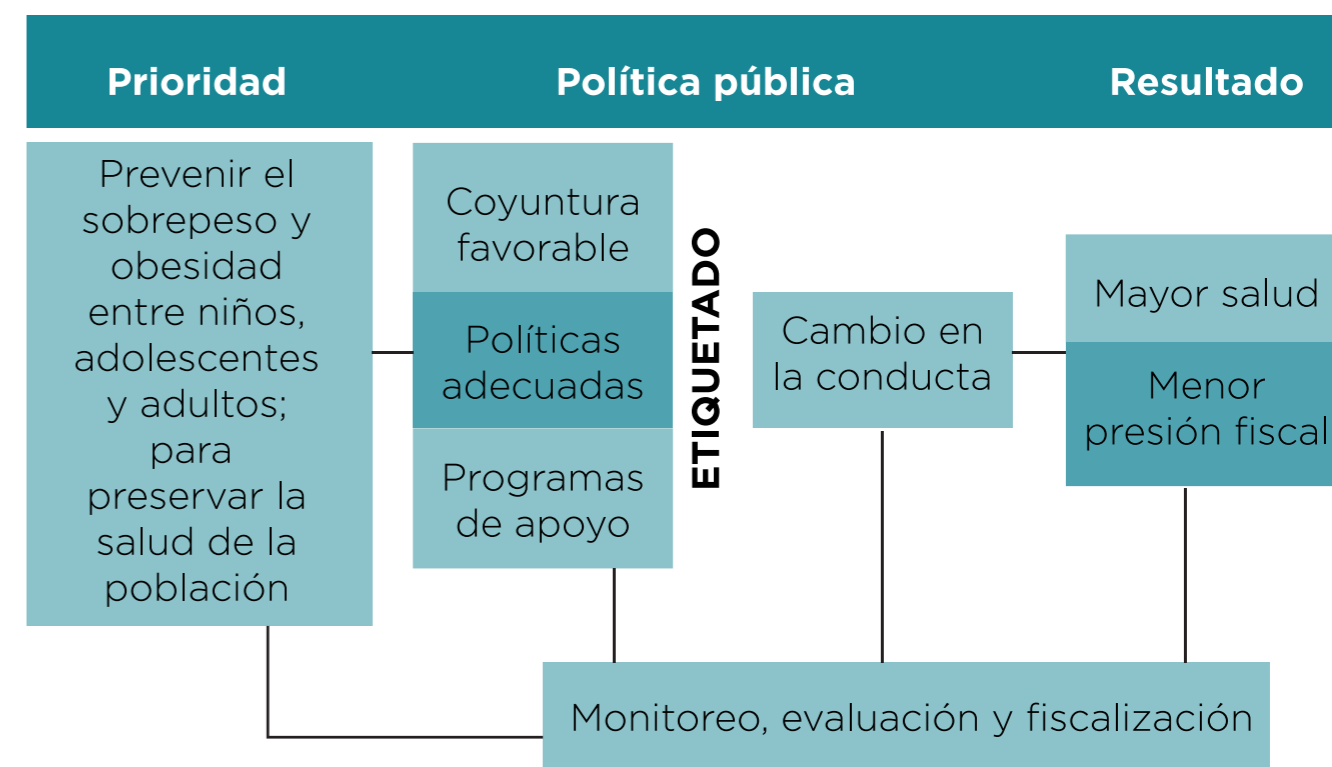 Prioridad
Política pública
Resultado
Prevenir el
sobrepeso y
obesidad
entre niños,
adolescentes
y adultos;
para
preservar la
salud de la
población
Coyuntura
favorable
Políticas
adecuadas
Programas
de apoyo
ETIQUETADO
Cambio en
la conducta
Mayor salud
Menor
presión fiscal
Monitoreo, evaluación y fiscalización